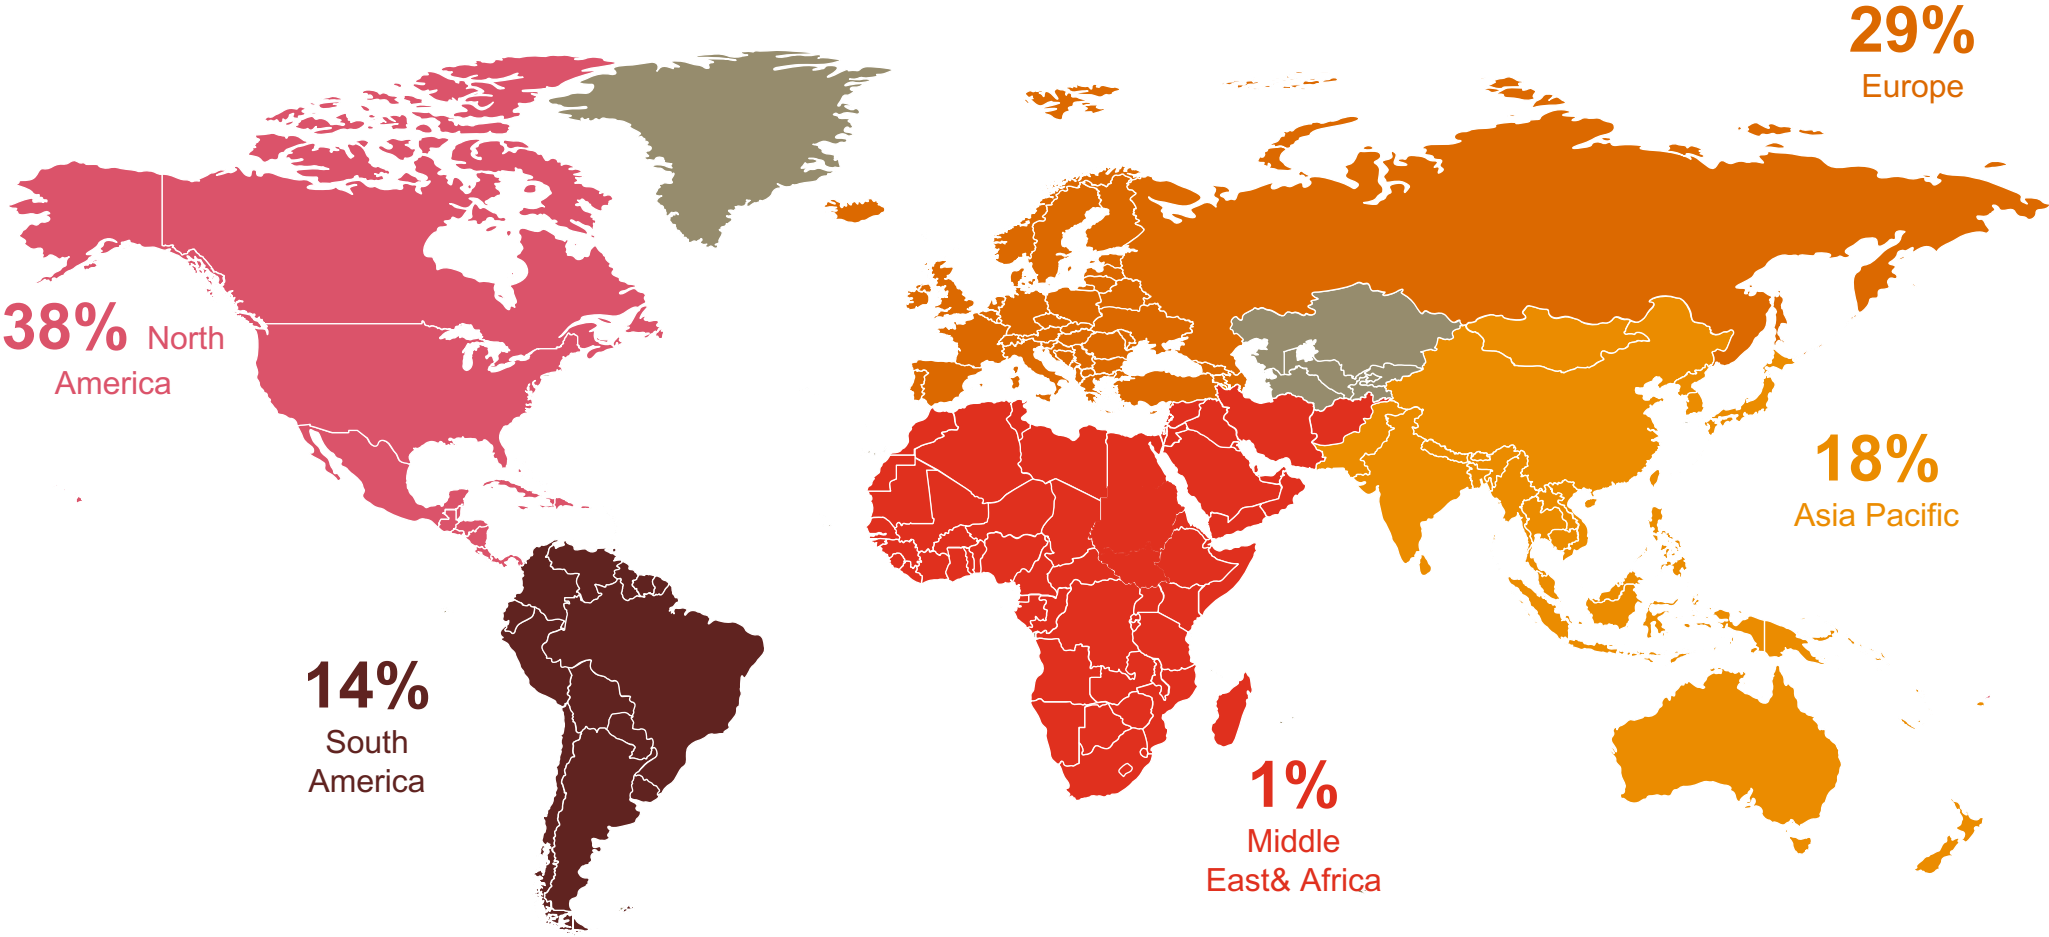 29%
Europe
38% North
America
18%
Asia Pacific
14%
South
America
1%
Middle
East& Africa